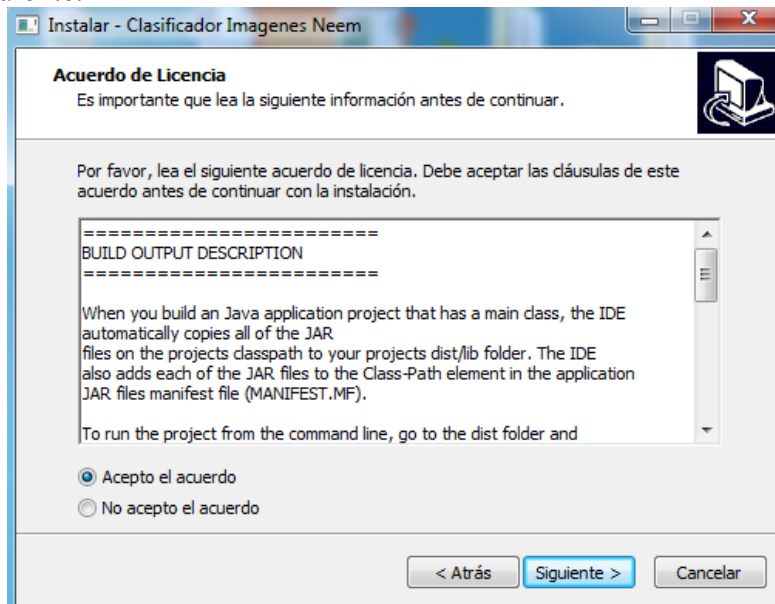 Instalar - Clasificador Imagenes Neem
Acuerdo de Licencia
Es importante que lea la siguiente información antes de continuar.
Por favor, lea el siguiente acuerdo de licencia. Debe aceptar las cláusulas de este
acuerdo antes de continuar con la instalación.
========================
BUILD OUTPUT DESCRIPTION
========================
When you build an Java application project that has a main class, the IDE
automatically copies all of the JAR
files on the projects classpath to your projects dist/lib folder. The IDE
also adds each of the JAR files to the Class-Path element in the application
JAR files manifest file (MANIFEST.MF).
To run the project from the command line, go to the dist folder and
Acepto el acuerdo
No acepto el acuerdo
< Atrás Siguiente > Cancelar